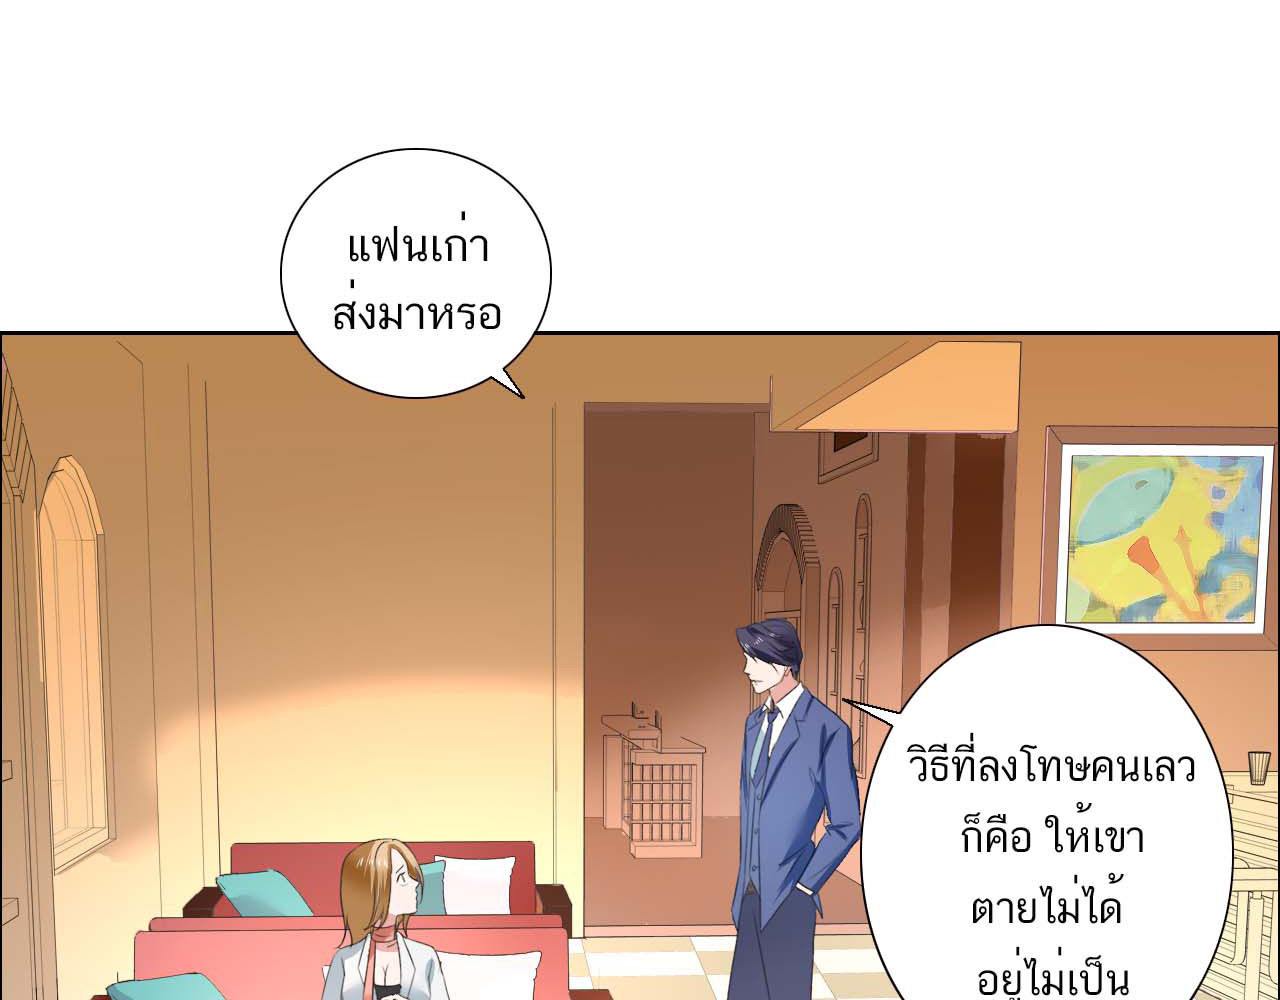 แฟนเก่า
ส่งมาหรอ
วิธีที่ลงโทษคนเลว
ก็คือ ให้เขา
ตายไม่ได้
อยู่ไม่เป็น